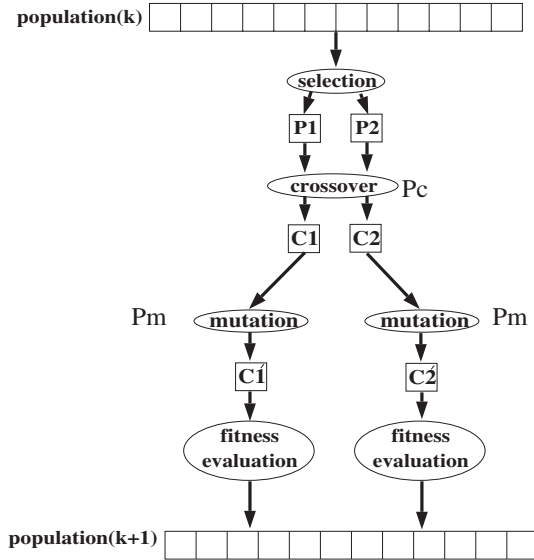 population(k)
selection
P1
P2
crossover
Pc
C1
C2
Pm
mutation
mutation
Pm
C1́
C2́
fitness
evaluation
fitness
evaluation
population(k+1)